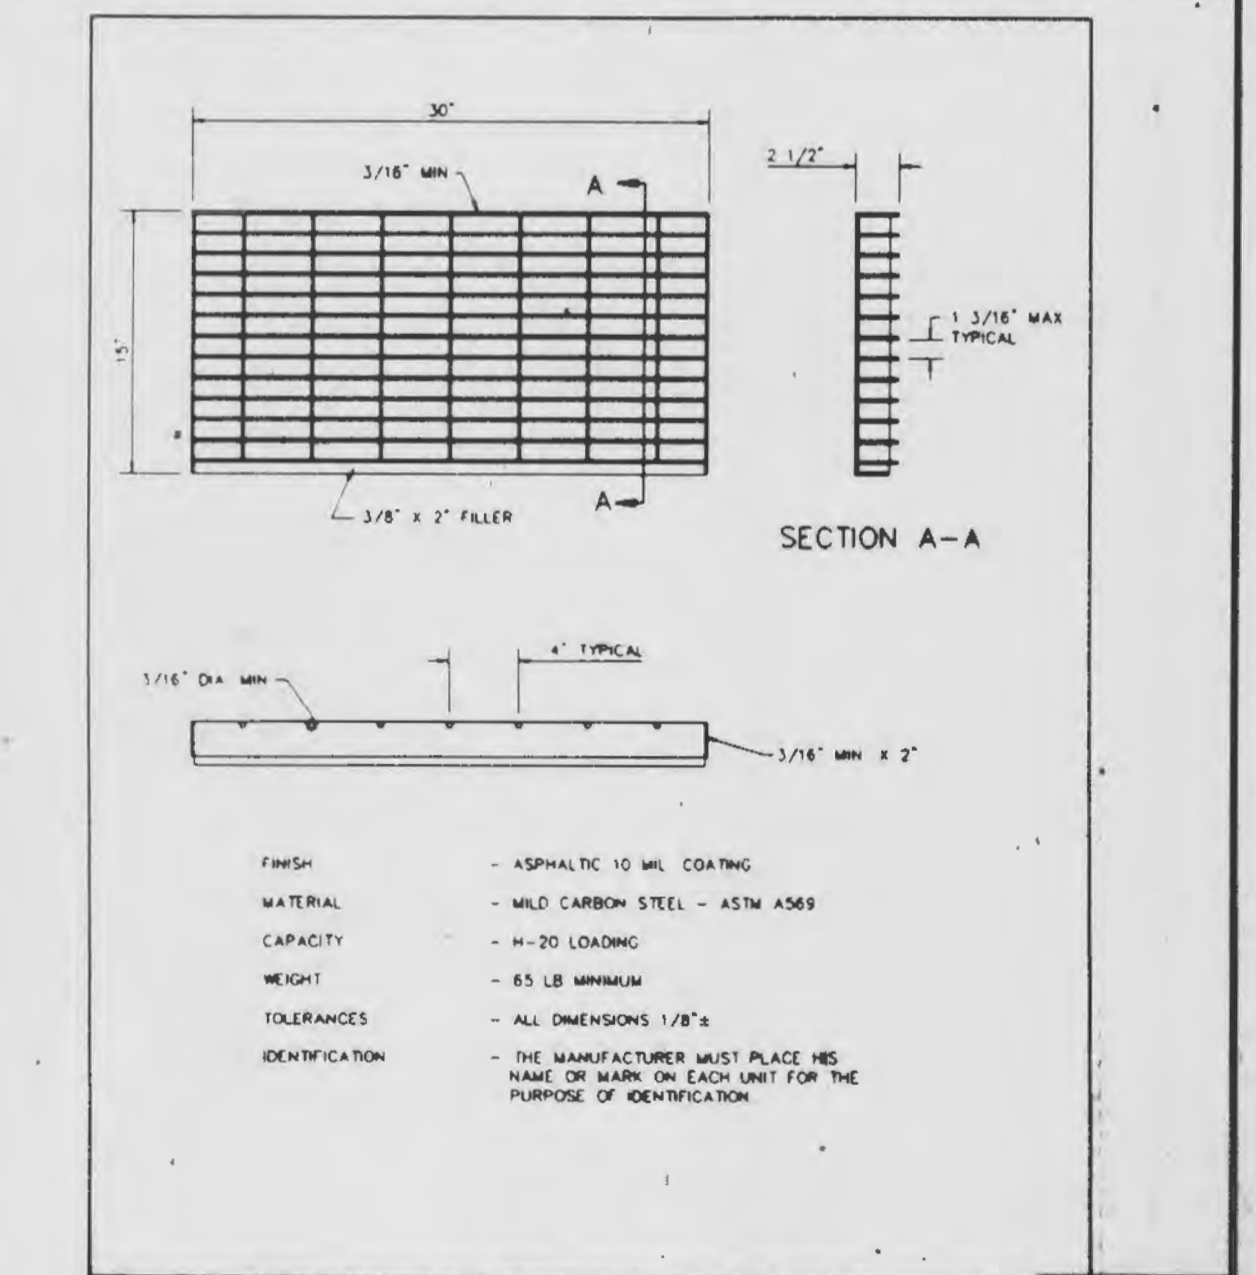 30"
3/16" MIN
A
2 1/2"
15"
1 3/16" MAX
TYPICAL
3/8" X 2" FILLER
A
SECTION A-A
4" TYPICAL
3/16" DIA MIN
3/16" MIN X 2"
FINISH - ASPHALTIC 10 MIL COATING
MATERIAL - MILD CARBON STEEL - ASTM A569
CAPACITY - H-20 LOADING
WEIGHT - 65 LB MINIMUM
TOLERANCES - ALL DIMENSIONS 1/8"±
IDENTIFICATION - THE MANUFACTURER MUST PLACE HIS
NAME OR MARK ON EACH UNIT FOR THE
PURPOSE OF IDENTIFICATION